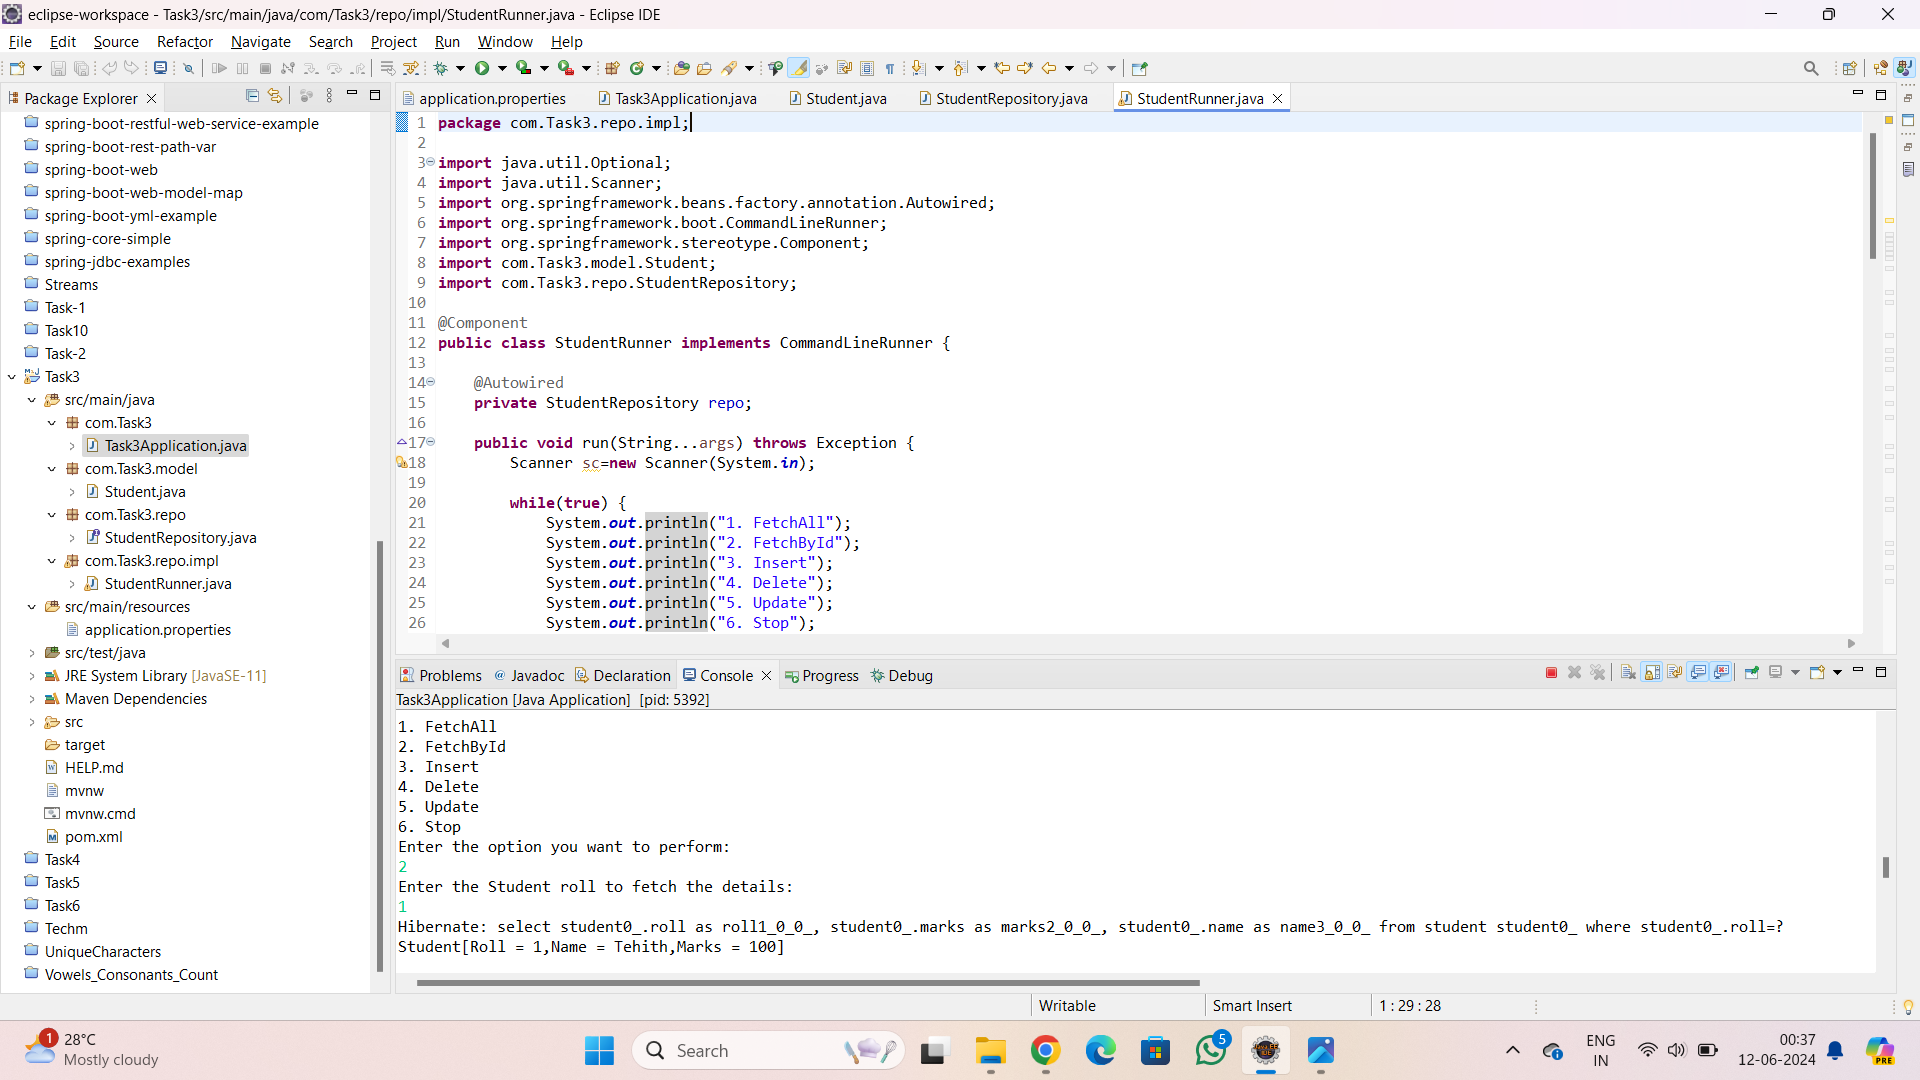 eclipse-workspace - Task3/src/main/java/com/Task3/repo/impl/StudentRunner.java - Eclipse IDE
File Edit Source Refactor Navigate Search Project Run Window Help
Package Explorer
spring-boot-restful-web-service-example
spring-boot-rest-path-var
spring-boot-web
spring-boot-web-model-map
spring-boot-yml-example
spring-core-simple
spring-jdbc-examples
Streams
Task-1
Task10
Task-2
Task3
src/main/java
com.Task3
Task3Application.java
com.Task3.model
Student.java
com.Task3.repo
StudentRepository.java
com.Task3.repo.impl
StudentRunner.java
src/main/resources
application.properties
src/test/java
JRE System Library [JavaSE-11]
Maven Dependencies
src
target
HELP.md
mvnw
mvnw.cmd
pom.xml
Task4
Task5
Task6
Techm
UniqueCharacters
Vowels_Consonants_Count
application.properties Task3Application.java Student.java StudentRepository.java StudentRunner.java
1 package com.Task3.repo.impl;
2
3 import java.util.Optional;
4 import java.util.Scanner;
5 import org.springframework.beans.factory.annotation.Autowired;
6 import org.springframework.boot.CommandLineRunner;
7 import org.springframework.stereotype.Component;
8 import com.Task3.model.Student;
9 import com.Task3.repo.StudentRepository;
10
11 @Component
12 public class StudentRunner implements CommandLineRunner {
13
14 @Autowired
15 private StudentRepository repo;
16
17 public void run(String...args) throws Exception {
18 Scanner sc=new Scanner(System.in);
19
20 while(true) {
21 System.out.println("1. FetchAll");
22 System.out.println("2. FetchById");
23 System.out.println("3. Insert");
24 System.out.println("4. Delete");
25 System.out.println("5. Update");
26 System.out.println("6. Stop");
Problems Javadoc Declaration Console Progress Debug
Task3Application [Java Application] [pid: 5392]
1. FetchAll
2. FetchById
3. Insert
4. Delete
5. Update
6. Stop
Enter the option you want to perform:
2
Enter the Student roll to fetch the details:
1
Hibernate: select student0_.roll as roll1_0_0_, student0_.marks as marks2_0_0_, student0_.name as name3_0_0_ from student student0_ where student0_.roll=?
Student[Roll = 1,Name = Tehith,Marks = 100]
Writable Smart Insert 1 : 29 : 28
1 28°C
Mostly cloudy
Search
5
ENG
IN
00:37
12-06-2024
PRE